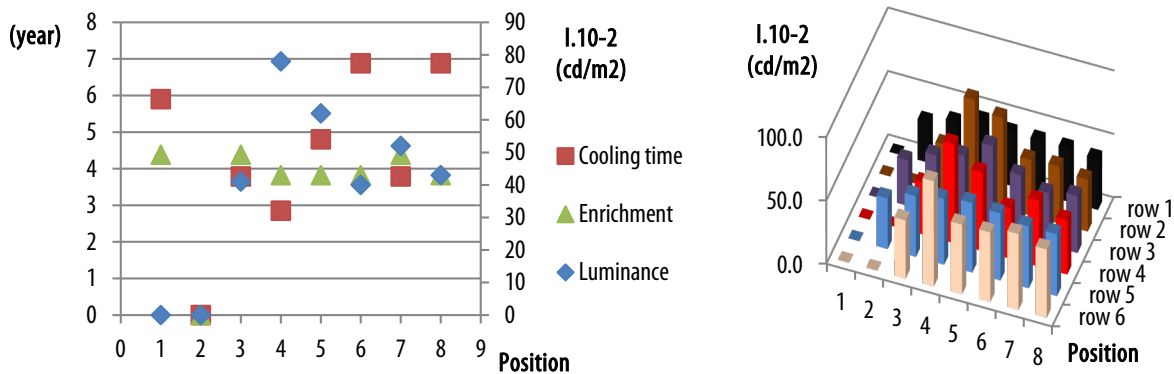 (year)
8
7
6
5
4
3
2
1
0
0 1 2 3 4 5 6 7 8 9
Position
90
80
70
60
50
40
30
20
10
0
I.10-2
(cd/m2)
Cooling time
Enrichment
Luminance
I.10-2
(cd/m2)
100.0
50.0
0.0
1 2 3 4 5 6 7 8
Position
row 1
row 2
row 3
row 4
row 5
row 6